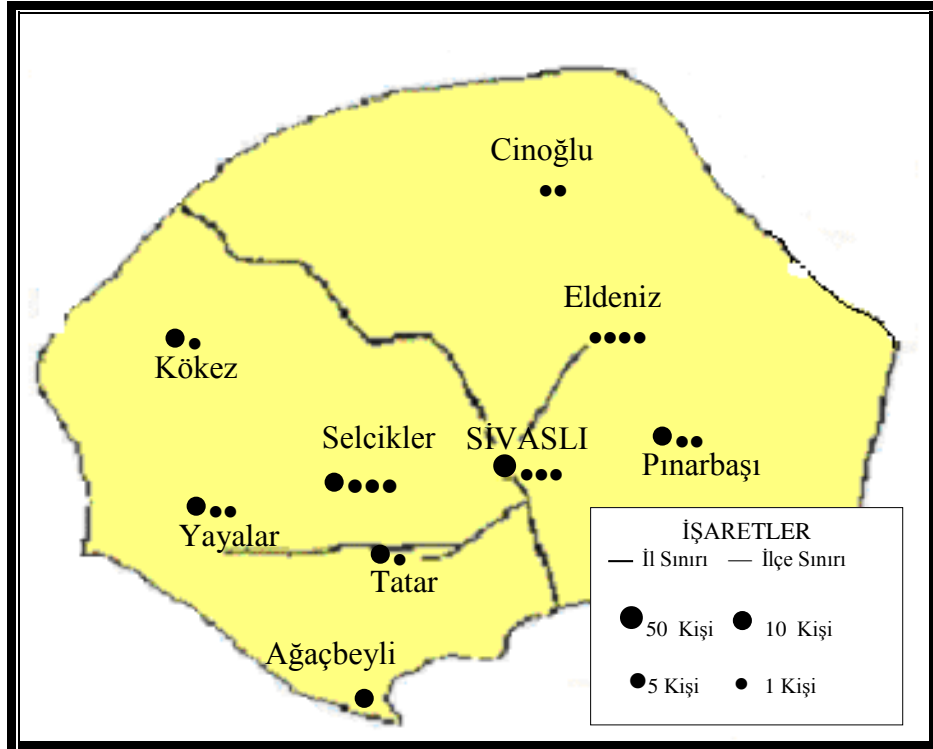 Cinoğlu
Eldeniz
Kökez
Selcikler
SİVASLI
Pınarbaşı
Yayalar
Tatar
Ağaçbeyli
İŞARETLER
İl Sınırı İlçe Sınırı
50 Kişi 10 Kişi
5 Kişi 1 Kişi